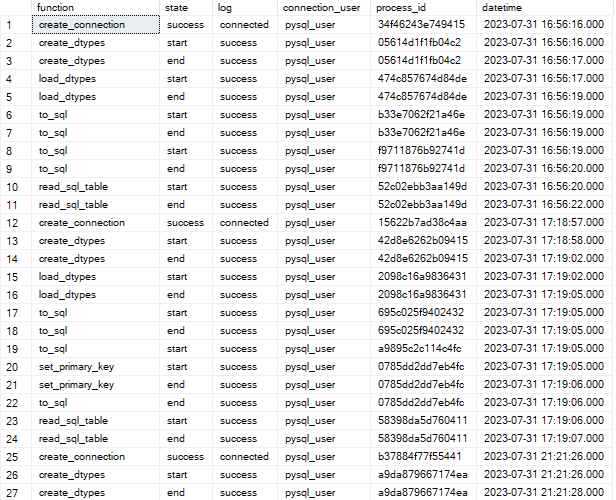 function state log connection_user process_id datetime
1 create_connection success connected pysql_user 34f46243e749415 2023-07-31 16:56:16.000
2 create_dtypes start success pysql_user 05614d1f1fb04c2 2023-07-31 16:56:16.000
3 create_dtypes end success pysql_user 05614d1f1fb04c2 2023-07-31 16:56:17.000
4 load_dtypes start success pysql_user 474c857674d84de 2023-07-31 16:56:17.000
5 load_dtypes end success pysql_user 474c857674d84de 2023-07-31 16:56:19.000
6 to_sql start success pysql_user b33e7062f21a46e 2023-07-31 16:56:19.000
7 to_sql end success pysql_user b33e7062f21a46e 2023-07-31 16:56:19.000
8 to_sql start success pysql_user f9711876b92741d 2023-07-31 16:56:19.000
9 to_sql end success pysql_user f9711876b92741d 2023-07-31 16:56:20.000
10 read_sql_table start success pysql_user 52c02ebb3aa149d 2023-07-31 16:56:20.000
11 read_sql_table end success pysql_user 52c02ebb3aa149d 2023-07-31 16:56:22.000
12 create_connection success connected pysql_user 15622b7ad38c4aa 2023-07-31 17:18:57.000
13 create_dtypes start success pysql_user 42d8e6262b09415 2023-07-31 17:18:58.000
14 create_dtypes end success pysql_user 42d8e6262b09415 2023-07-31 17:19:02.000
15 load_dtypes start success pysql_user 2098c16a9836431 2023-07-31 17:19:02.000
16 load_dtypes end success pysql_user 2098c16a9836431 2023-07-31 17:19:05.000
17 to_sql start success pysql_user 695c025f9402432 2023-07-31 17:19:05.000
18 to_sql end success pysql_user 695c025f9402432 2023-07-31 17:19:05.000
19 to_sql start success pysql_user a9895c2c114c4fc 2023-07-31 17:19:05.000
20 set_primary_key start success pysql_user 0785dd2dd7eb4fc 2023-07-31 17:19:05.000
21 set_primary_key end success pysql_user 0785dd2dd7eb4fc 2023-07-31 17:19:06.000
22 to_sql end success pysql_user 0785dd2dd7eb4fc 2023-07-31 17:19:06.000
23 read_sql_table start success pysql_user 58398da5d760411 2023-07-31 17:19:06.000
24 read_sql_table end success pysql_user 58398da5d760411 2023-07-31 17:19:07.000
25 create_connection success connected pysql_user b37884f77f55441 2023-07-31 21:21:26.000
26 create_dtypes start success pysql_user a9da879667174ea 2023-07-31 21:21:26.000
27 create_dtypes end success pysql_user a9da879667174ea 2023-07-31 21:21:28.000